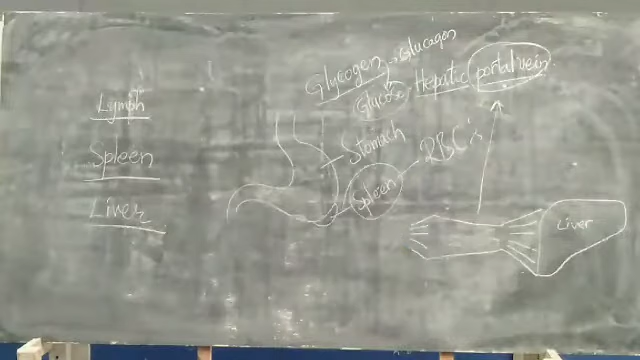 Lymph
Spleen
Liver
Glycogen → Glucagon
Glucose
Hepatic portal vein
Stomach
Spleen
RBC's
Liver